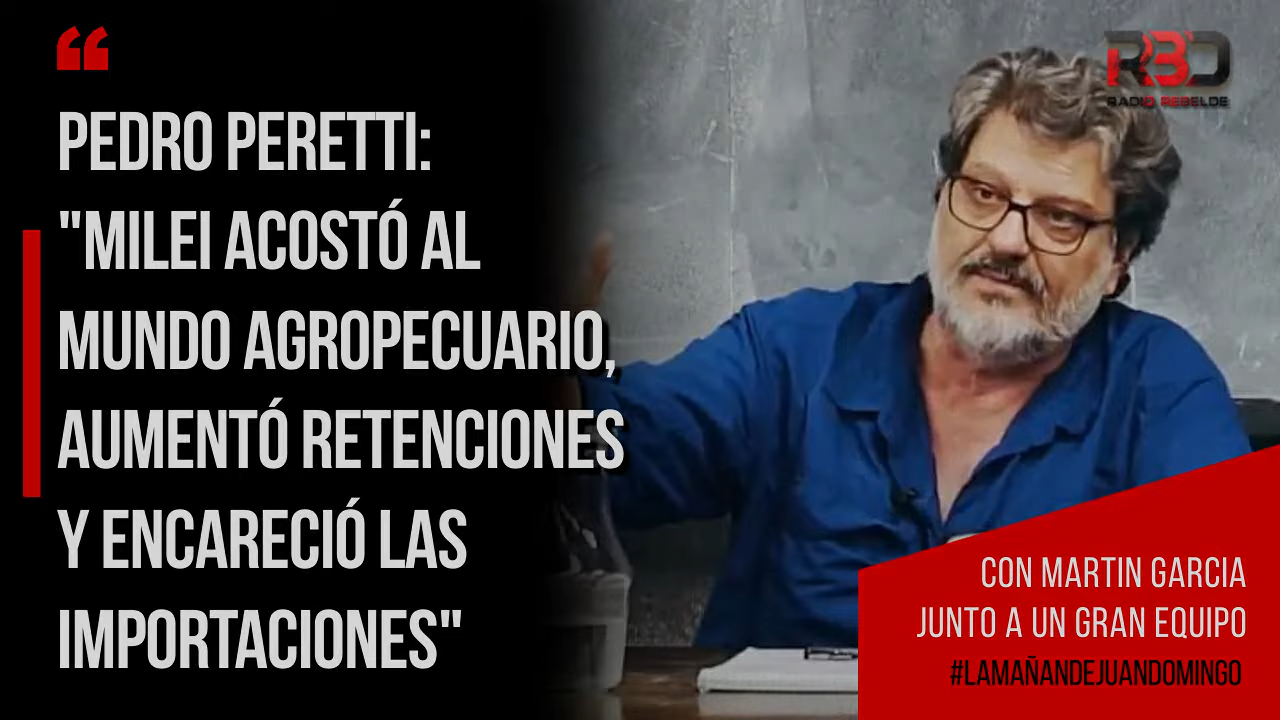 “
PEDRO PERETTI:
"MILEI ACOSTÓ AL
MUNDO AGROPECUARIO,
AUMENTÓ RETENCIONES
Y ENCARECIÓ LAS
IMPORTACIONES"
RBD
RADIO REBELDE
CON MARTIN GARCIA
JUNTO A UN GRAN EQUIPO
#LAMAÑANDEJUANDOMINGO